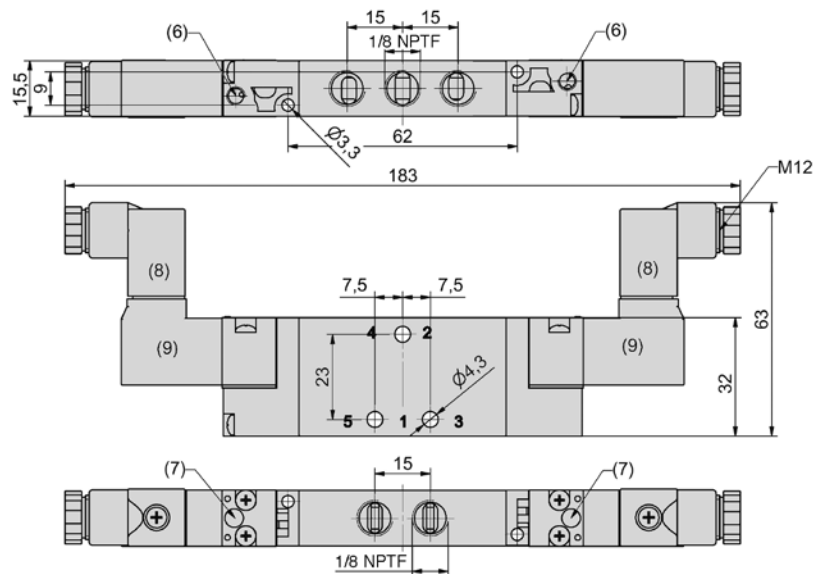 15 15
(6) 1/8 NPTF (6)
15,5
9
Ø3,3
62
183
M12
(8) (8)
7,5 7,5
4 2
(9) (9)
63
23
Ø4,3
32
5 1 3
(7) 15 (7)
1/8 NPTF